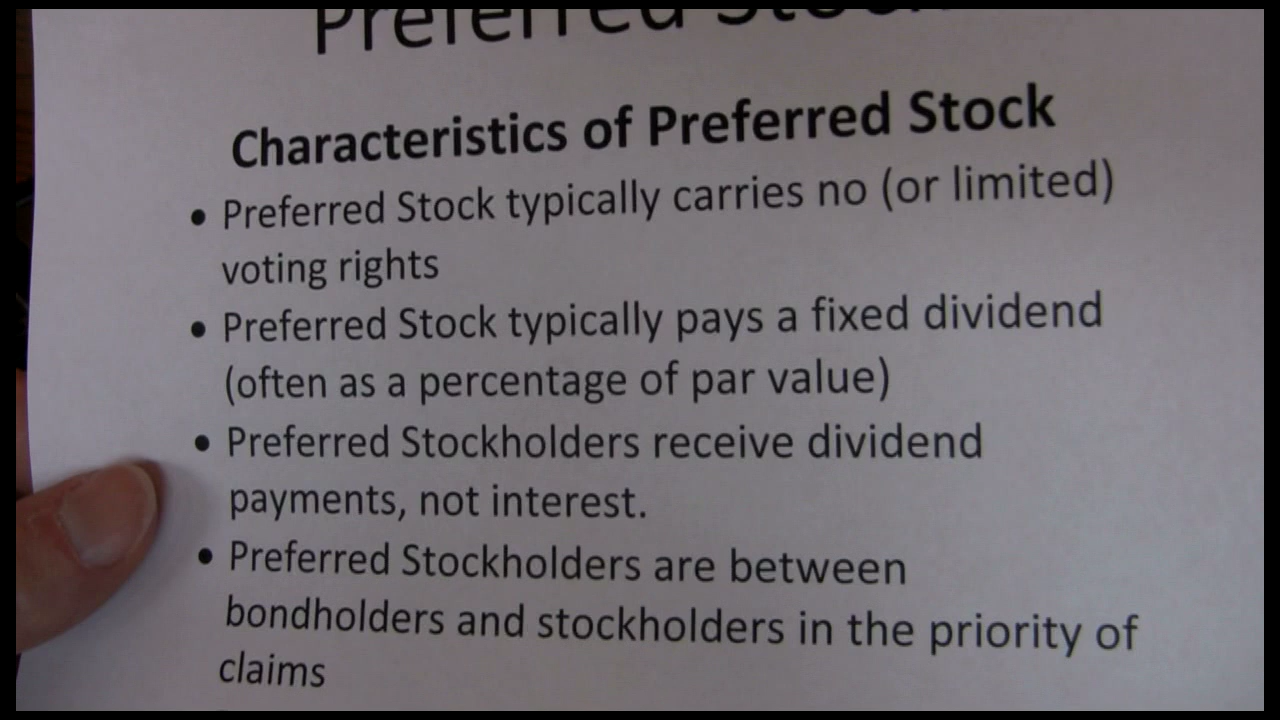 Preferred Stock
Characteristics of Preferred Stock
• Preferred Stock typically carries no (or limited)
voting rights
• Preferred Stock typically pays a fixed dividend
(often as a percentage of par value)
• Preferred Stockholders receive dividend
payments, not interest.
• Preferred Stockholders are between
bondholders and stockholders in the priority of
claims